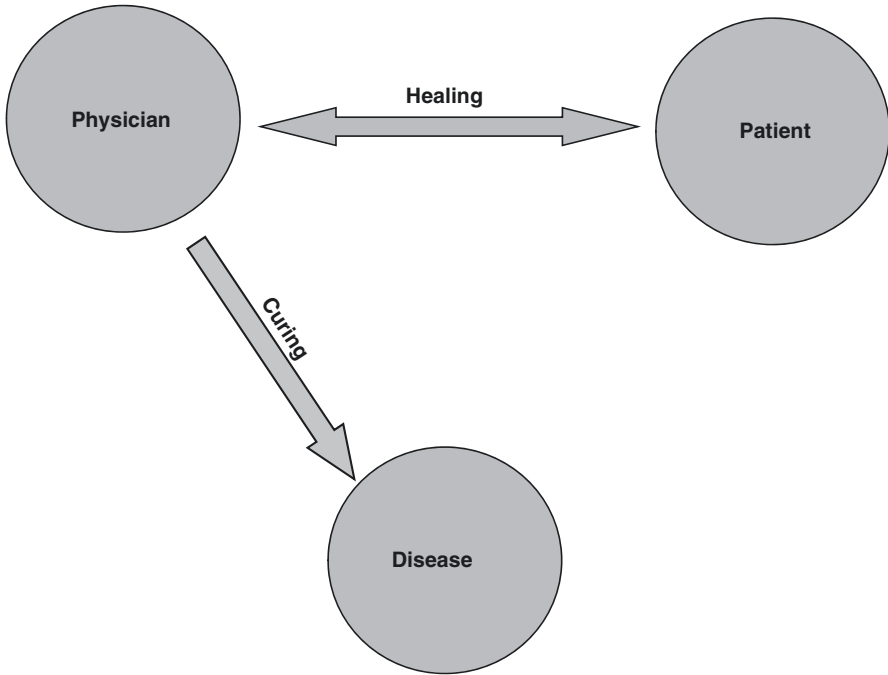 Healing
Physician
Patient
Curing
Disease